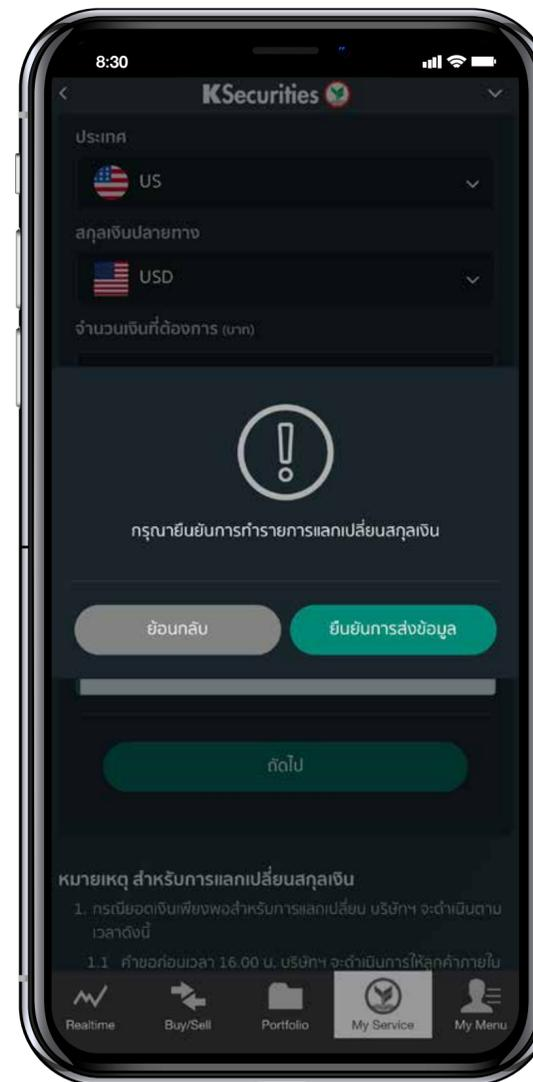 8:30
KSecurities
ประเทศ
US
สกุลเงินปลายทาง
USD
จำนวนเงินที่ต้องการ (บาท)
กรุณายืนยันการทำรายการแลกเปลี่ยนสกุลเงิน
ย้อนกลับ
ยืนยันการส่งข้อมูล
ถัดไป
หมายเหตุ สำหรับการแลกเปลี่ยนสกุลเงิน
1. กรณียอดเงินเพียงพอสำหรับการแลกเปลี่ยน บริษัทฯ จะดำเนินตาม
เวลาดังนี้
1.1 คำขอก่อนเวลา 16.00 น. บริษัทฯ จะดำเนินการให้ลูกค้าภายใน
Realtime
Buy/Sell
Portfolio
My Service
My Menu